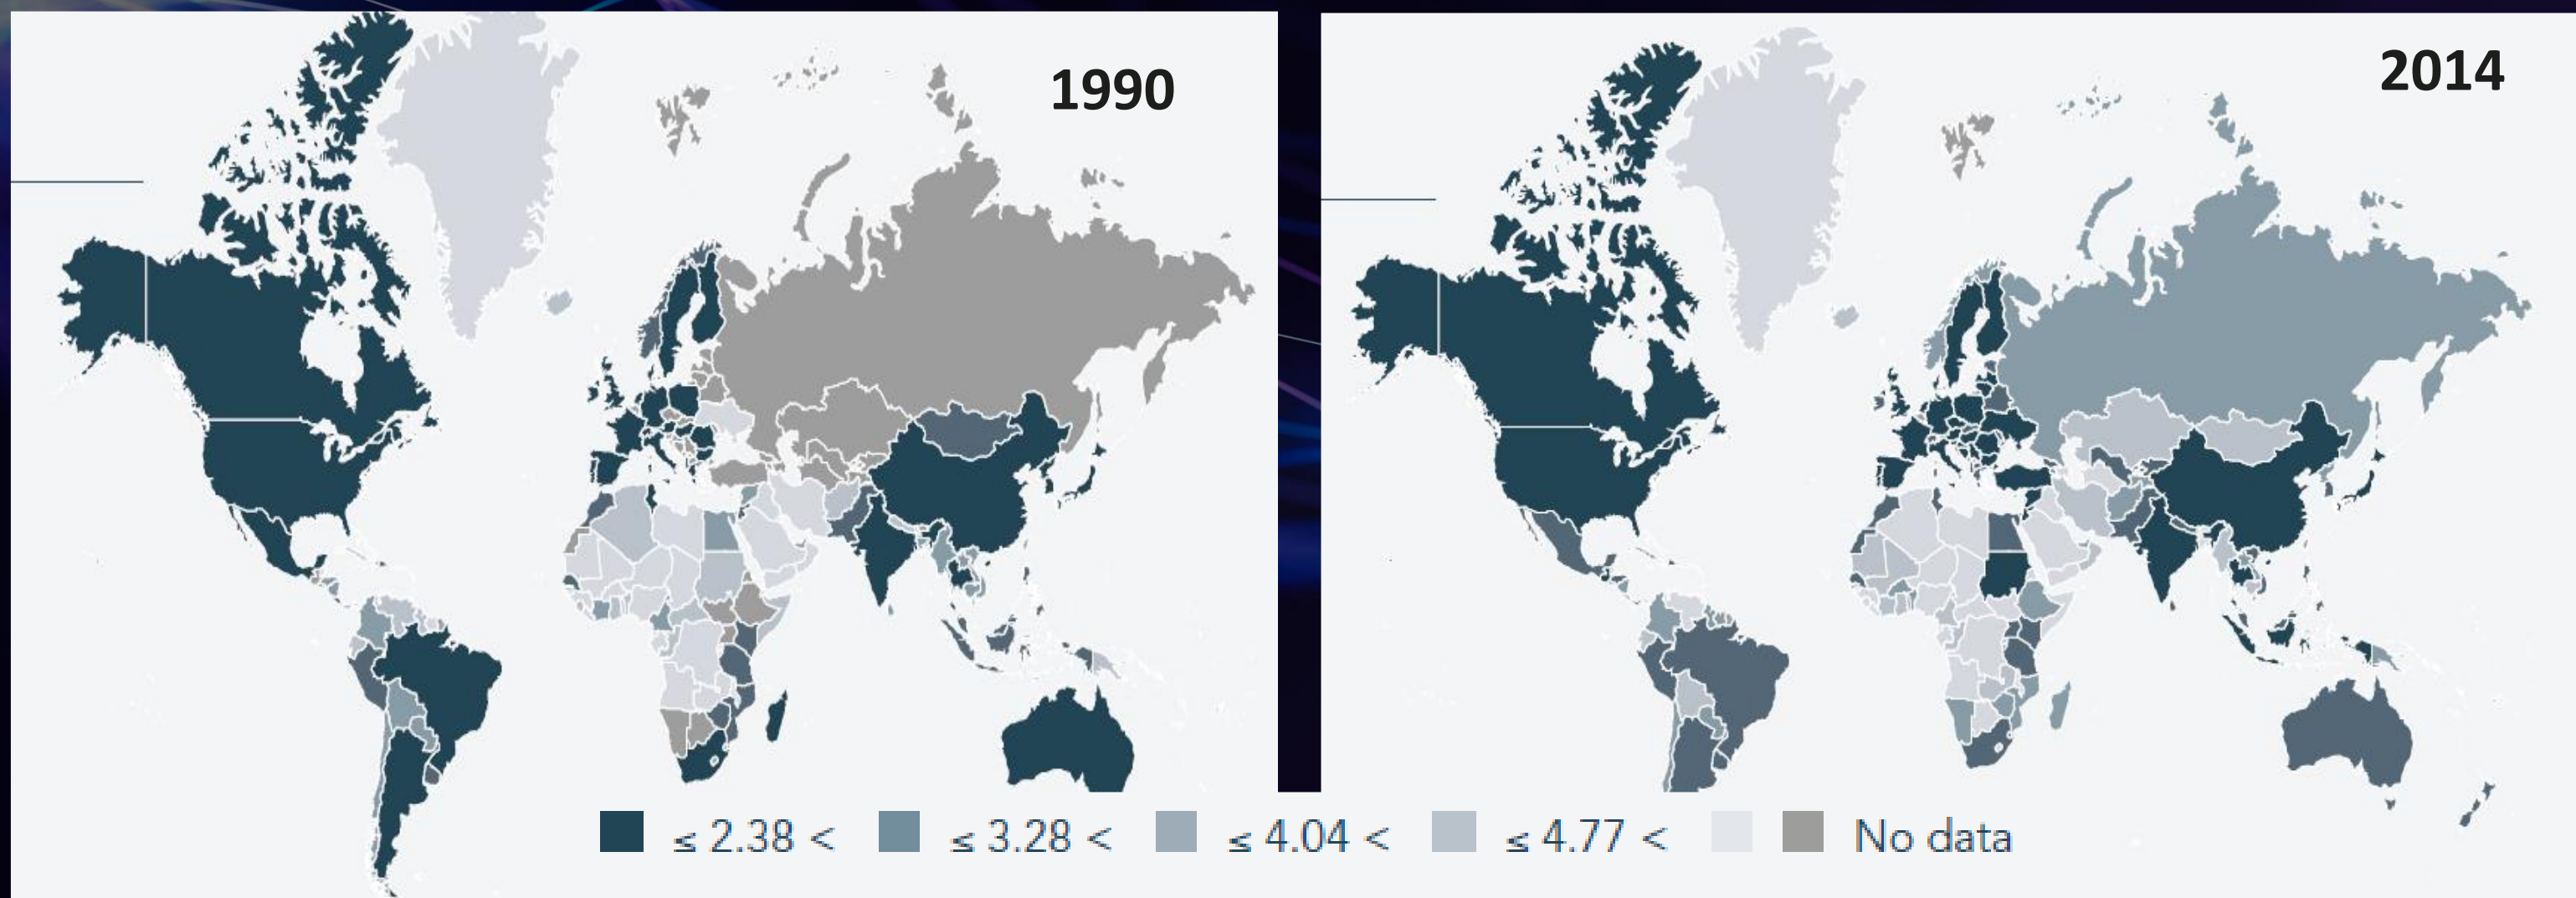 1990
2014
≤ 2.38 < ≤ 3.28 < ≤ 4.04 < ≤ 4.77 < No data